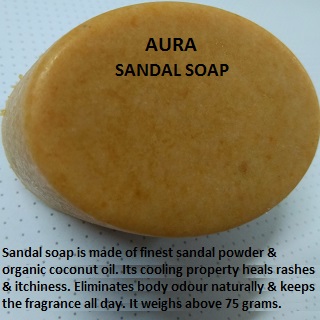 AURA
SANDAL SOAP
Sandal soap is made of finest sandal powder &
organic coconut oil. Its cooling property heals rashes
& itchiness. Eliminates body odour naturally & keeps
the fragrance all day. It weighs above 75 grams.